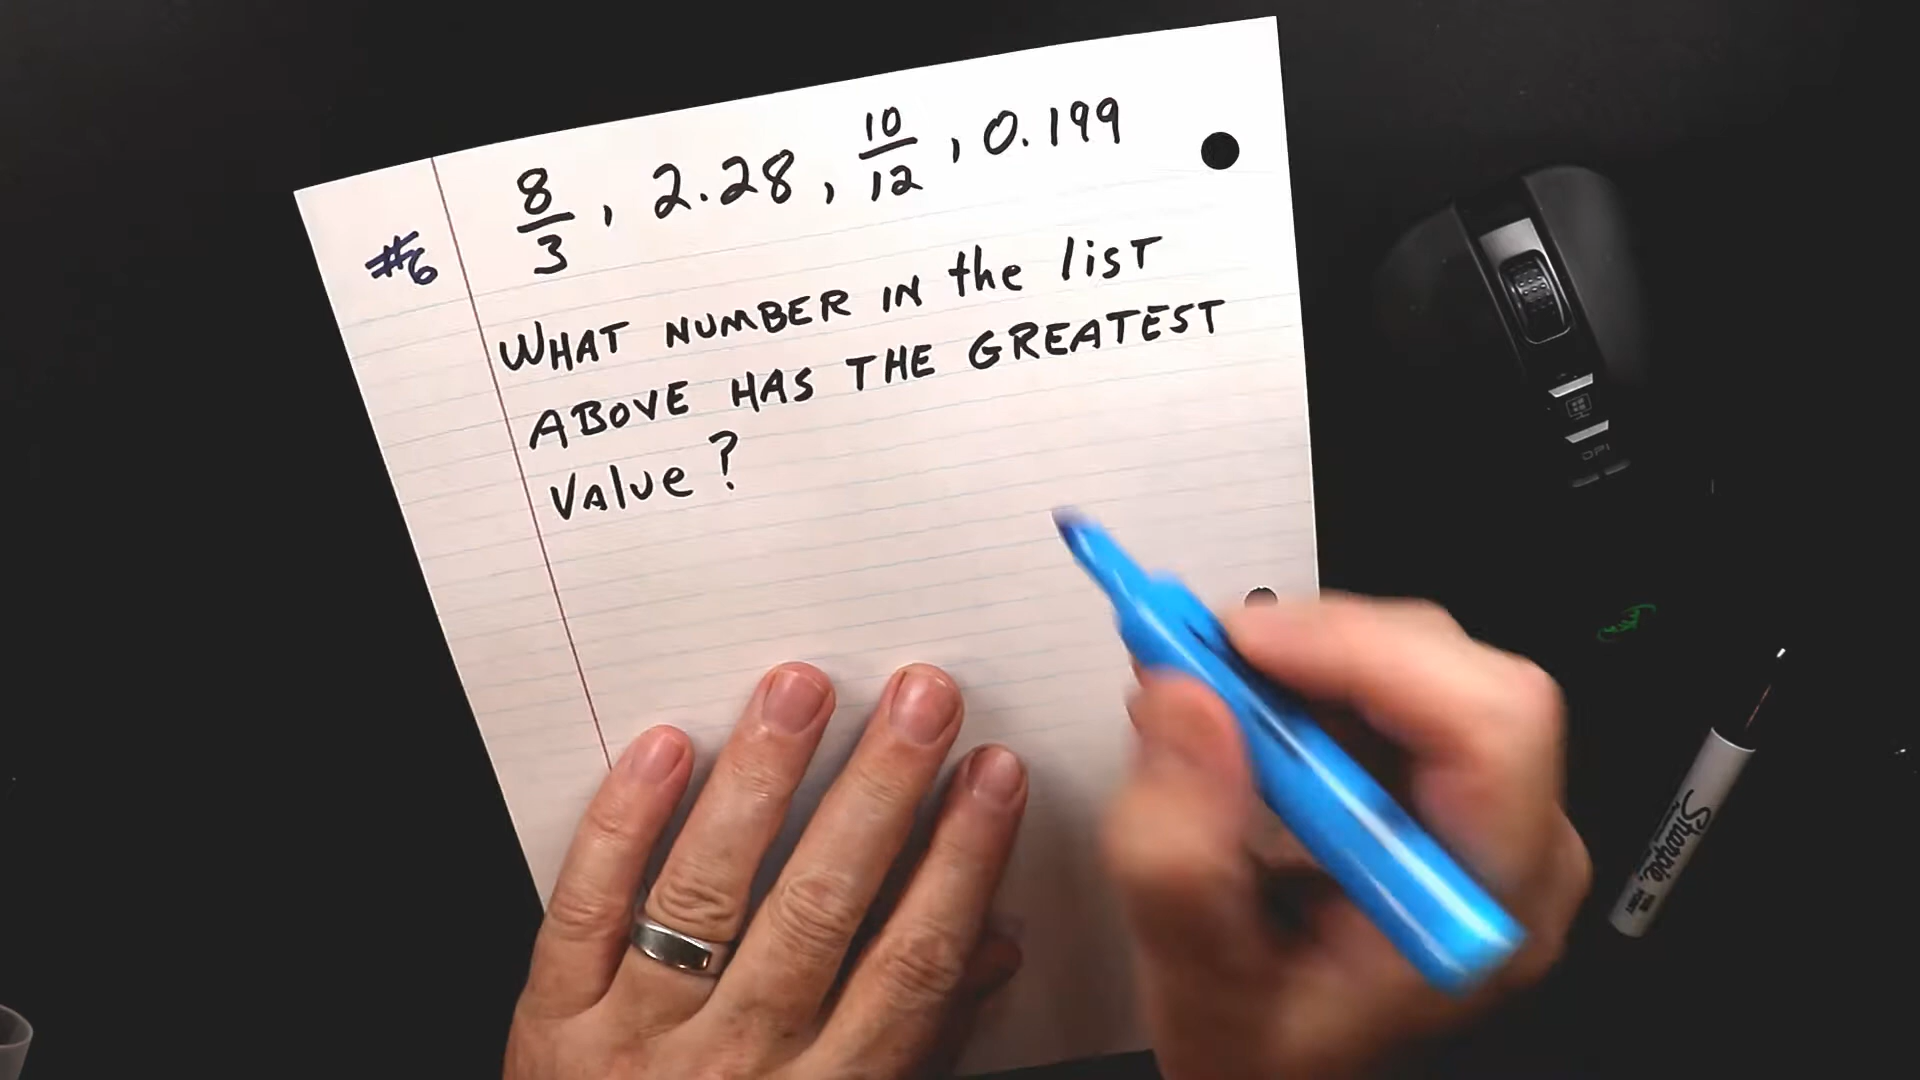 #6
8/3, 2.28, 10/12, 0.199
WHAT NUMBER IN the list
ABOVE HAS THE GREATEST
Value?
DPI
Sharpie